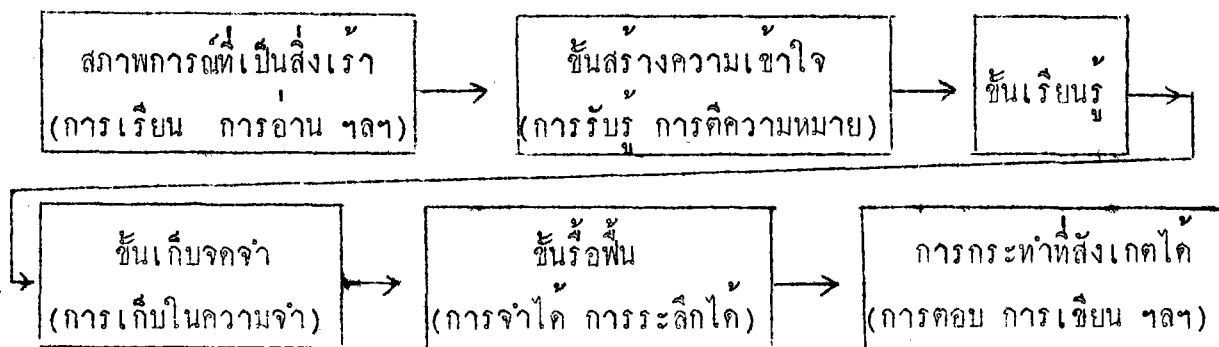 สภาพการณ์ที่เป็นสิ่งเร้า
(การเรียน การอ่าน ฯลฯ)
ขั้นสร้างความเข้าใจ
(การรับรู้ การตีความหมาย)
ขั้นเรียนรู้
ขั้นเก็บจดจำ
(การเก็บในความจำ)
ขั้นรื้อฟื้น
(การจำได้ การระลึกได้)
การกระทำที่สังเกตได้
(การตอบ การเขียน ฯลฯ)